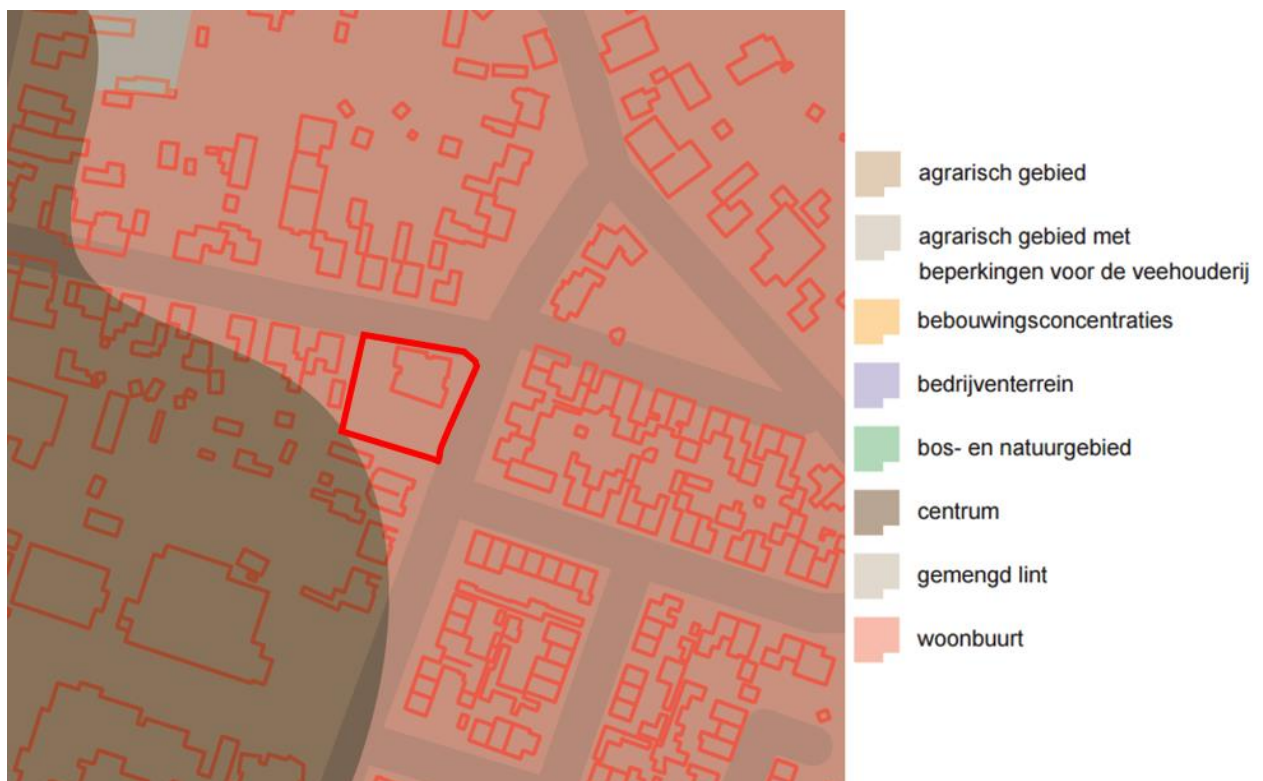 agrarisch gebied
agrarisch gebied met
beperkingen voor de veehouderij
bebouwingsconcentraties
bedrijventerrein
bos- en natuurgebied
centrum
gemengd lint
woonbuurt